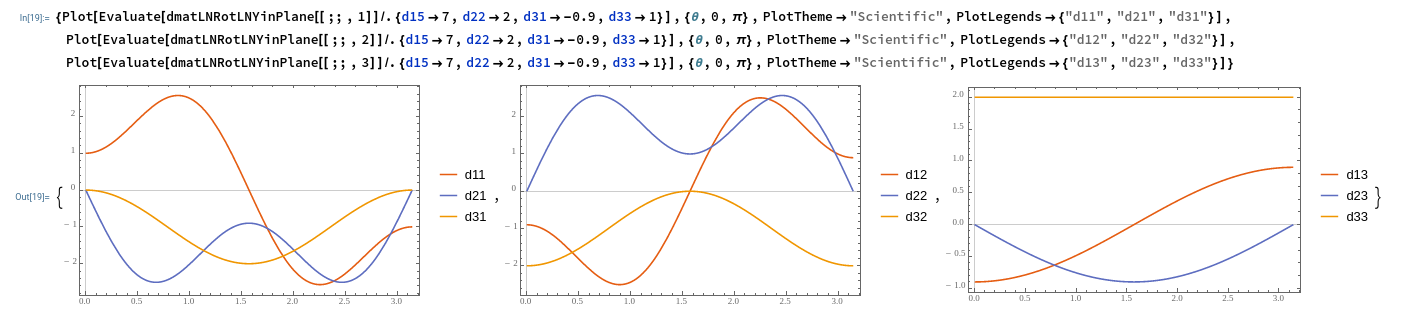 In[19]:= {Plot[Evaluate[dmatLNRotLNYinPlane[[ ;; , 1]] /. {d15 → 7, d22 → 2, d31 → -0.9, d33 → 1}], {θ, 0, π}, PlotTheme → "Scientific", PlotLegends → {"d11", "d21", "d31"}],
Plot[Evaluate[dmatLNRotLNYinPlane[[ ;; , 2]] /. {d15 → 7, d22 → 2, d31 → -0.9, d33 → 1}], {θ, 0, π}, PlotTheme → "Scientific", PlotLegends → {"d12", "d22", "d32"}],
Plot[Evaluate[dmatLNRotLNYinPlane[[ ;; , 3]] /. {d15 → 7, d22 → 2, d31 → -0.9, d33 → 1}], {θ, 0, π}, PlotTheme → "Scientific", PlotLegends → {"d13", "d23", "d33"}]}
Out[19]= {
2
1
0
-1
-2
0.0 0.5 1.0 1.5 2.0 2.5 3.0
d11
d21 ,
d31
2
1
0
-1
-2
0.0 0.5 1.0 1.5 2.0 2.5 3.0
d12
d22 ,
d32
2.0
1.5
1.0
0.5
0.0
-0.5
-1.0
0.0 0.5 1.0 1.5 2.0 2.5 3.0
d13
d23 }
d33